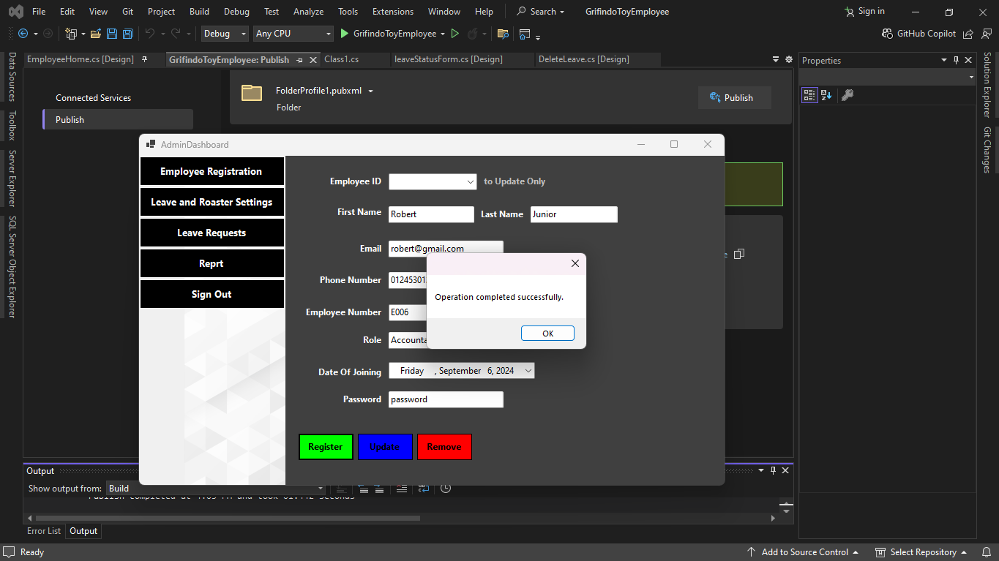 File Edit View Git Project Build Debug Test Analyze Tools Extensions Window Help Search GrifindoToyEmployee Sign in
Debug Any CPU GrifindoToyEmployee GitHub Copilot
EmployeeHome.cs [Design] GrifindoToyEmployee: Publish Class1.cs leaveStatusForm.cs [Design] DeleteLeave.cs [Design]
Properties
Data Sources
Toolbox
Server Explorer
SQL Server Object Explorer
Solution Explorer
Git Changes
Connected Services
Publish
FolderProfile1.pubxml
Folder
Publish
AdminDashboard
Employee Registration
Leave and Roaster Settings
Leave Requests
Reprt
Sign Out
Employee ID to Update Only
First Name Robert Last Name Junior
Email robert@gmail.com
Phone Number 01245301
Employee Number E006
Role Accounta
Date Of Joining Friday , September 6, 2024
Password password
Operation completed successfully.
OK
Register Update Remove
Output
Show output from: Build
Error List Output
Ready Add to Source Control Select Repository